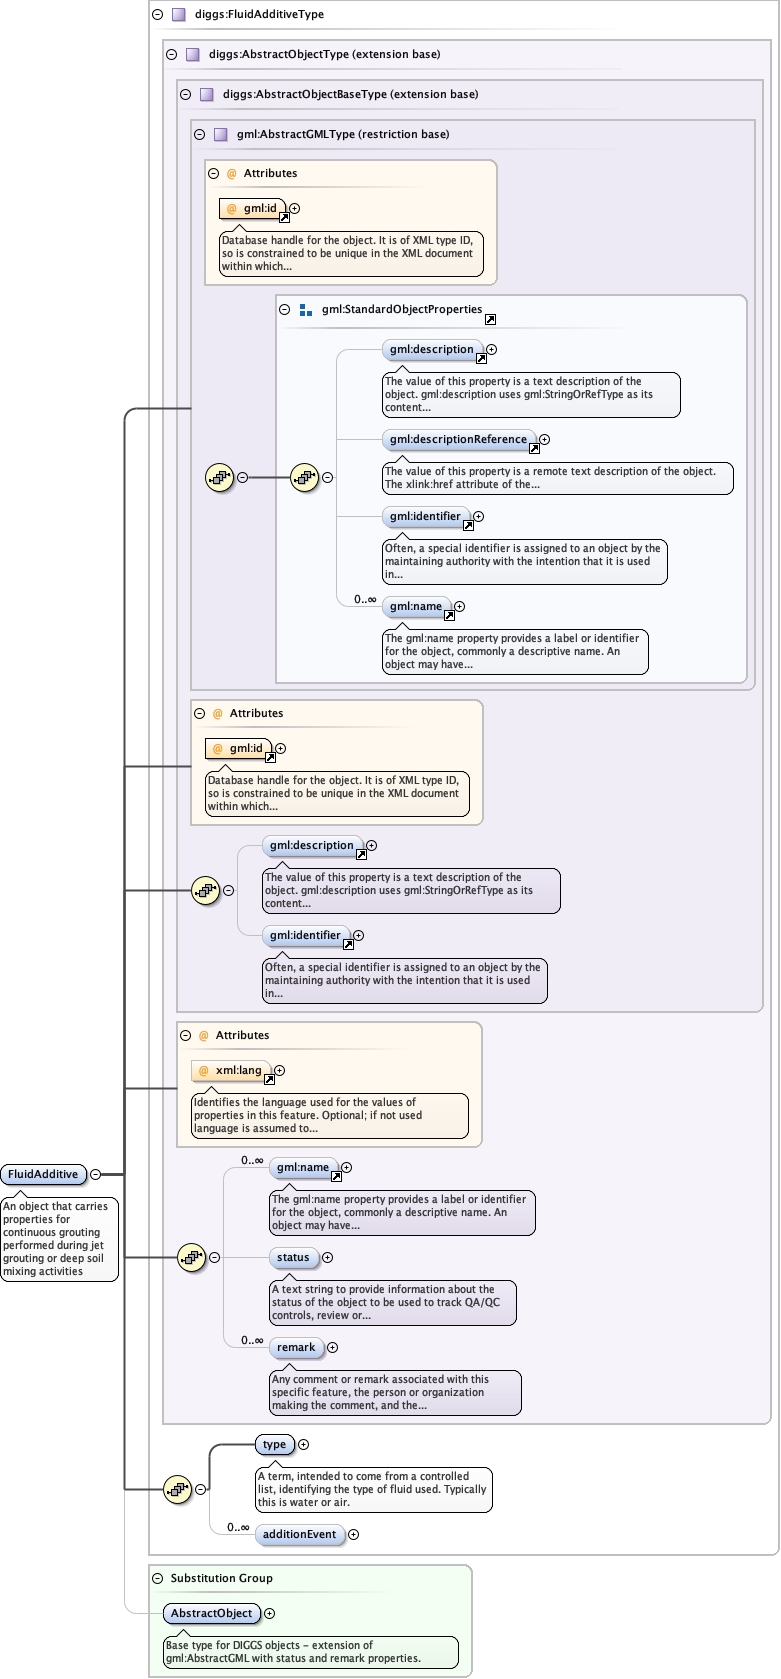 diggs:FluidAdditiveType
diggs:AbstractObjectType (extension base)
diggs:AbstractObjectBaseType (extension base)
gml:AbstractGMLType (restriction base)
@ Attributes
@ gml:id
Database handle for the object. It is of XML type ID,
so is constrained to be unique in the XML document
within which...
gml:StandardObjectProperties
gml:description
The value of this property is a text description of the
object. gml:description uses gml:StringOrRefType as its
content...
gml:descriptionReference
The value of this property is a remote text description of the object.
The xlink:href attribute of the...
gml:identifier
Often, a special identifier is assigned to an object by the
maintaining authority with the intention that it is used
in...
0..∞
gml:name
The gml:name property provides a label or identifier
for the object, commonly a descriptive name. An
object may have...
@ Attributes
@ gml:id
Database handle for the object. It is of XML type ID,
so is constrained to be unique in the XML document
within which...
gml:description
The value of this property is a text description of the
object. gml:description uses gml:StringOrRefType as its
content...
gml:identifier
Often, a special identifier is assigned to an object by the
maintaining authority with the intention that it is used
in...
@ Attributes
@ xml:lang
Identifies the language used for the values of
properties in this feature. Optional; if not used
language is assumed to...
FluidAdditive
An object that carries
properties for
continuous grouting
performed during jet
grouting or deep soil
mixing activities
0..∞
gml:name
The gml:name property provides a label or identifier
for the object, commonly a descriptive name. An
object may have...
status
A text string to provide information about the
status of the object to be used to track QA/QC
controls, review or...
0..∞
remark
Any comment or remark associated with this
specific feature, the person or organization
making the comment, and the...
type
A term, intended to come from a controlled
list, identifying the type of fluid used. Typically
this is water or air.
0..∞
additionEvent
Substitution Group
AbstractObject
Base type for DIGGS objects – extension of
gml:AbstractGML with status and remark properties.